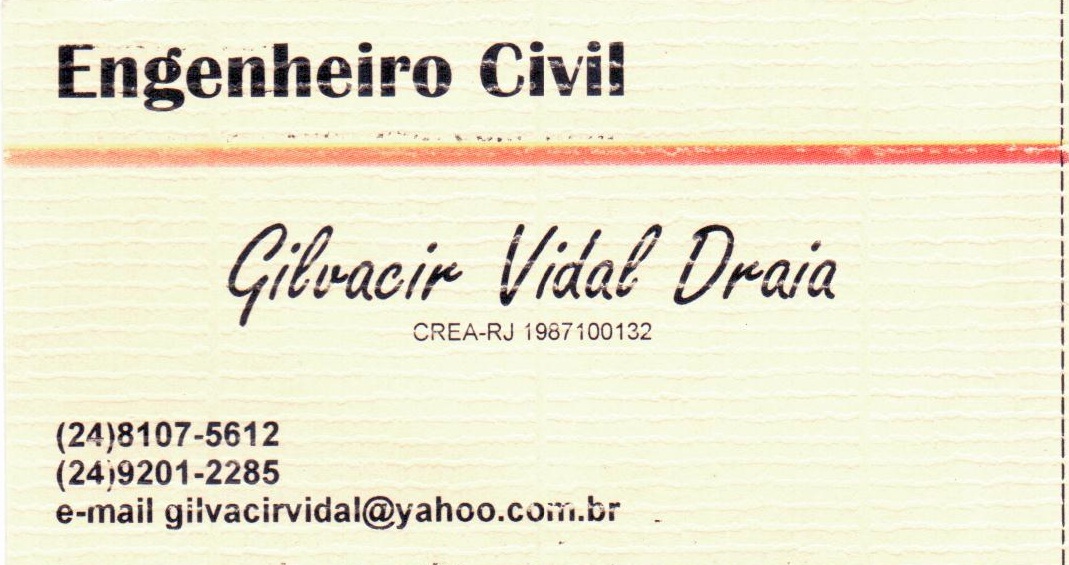 Engenheiro Civil
Gilvacir Vidal Draia
CREA-RJ 1987100132
(24)8107-5612
(24)9201-2285
e-mail gilvacirvidal@yahoo.com.br